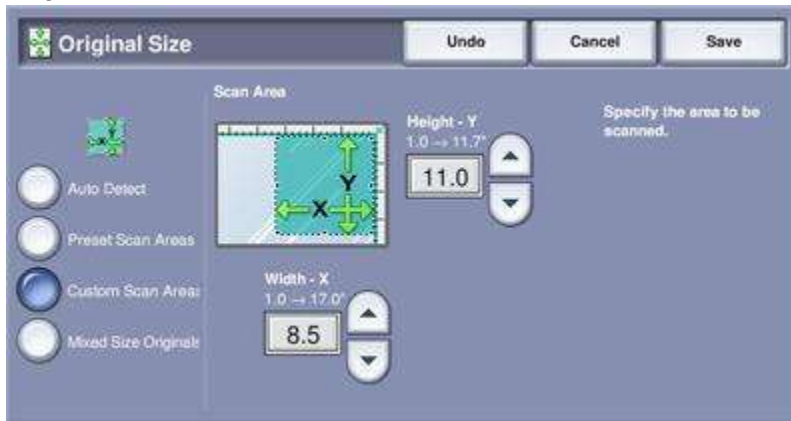 Original Size
Undo
Cancel
Save
Scan Area
Auto Detect
Preset Scan Areas
Custom Scan Areas
Mixed Size Originals
Y
X
Height - Y
1.0 → 11.7"
11.0
Width - X
1.0 → 17.0"
8.5
Specify the area to be
scanned.